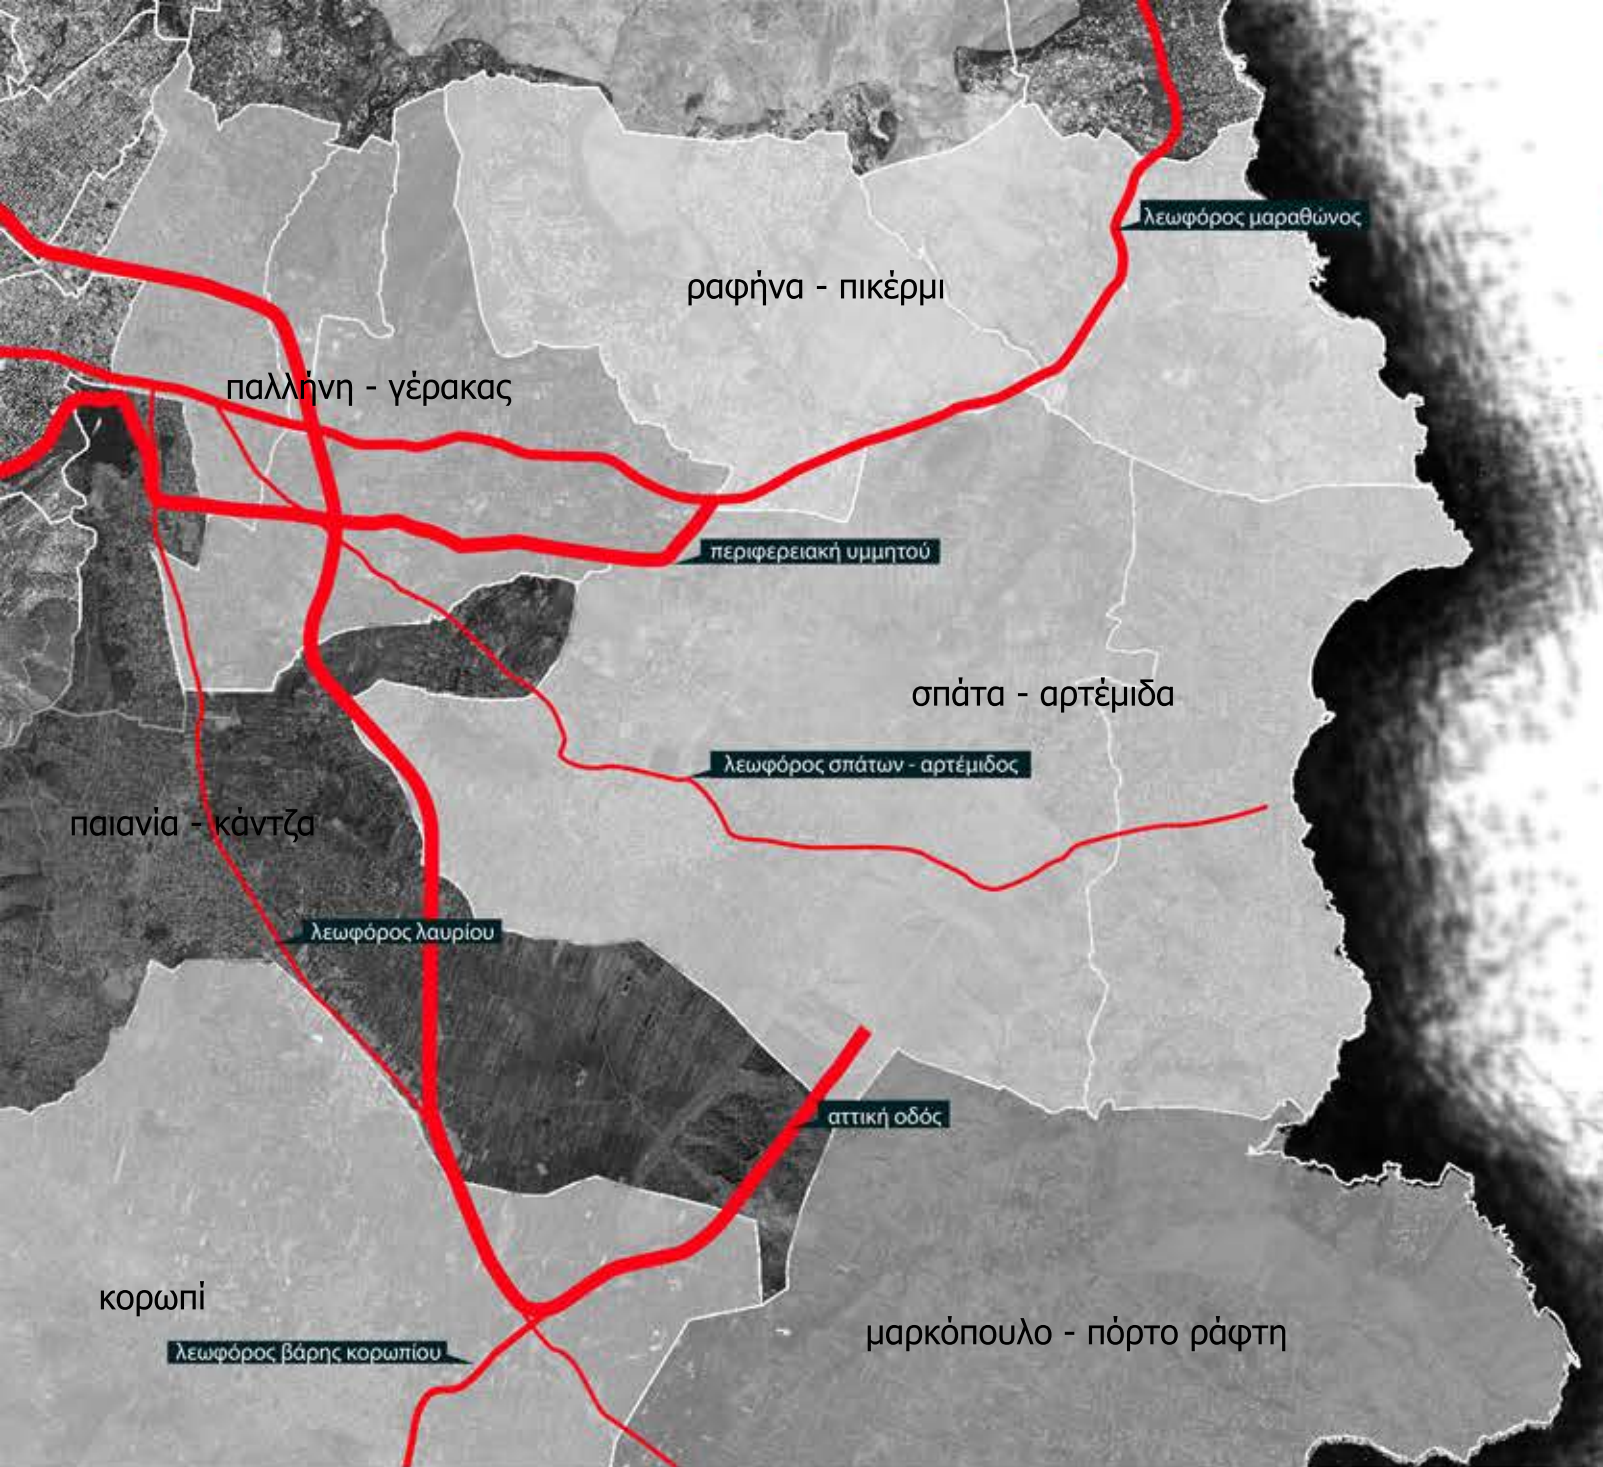 λεωφόρος μαραθώνος
ραφήνα - πικέρμι
παλλήνη - γέρακας
περιφερειακή υμμητού
σπάτα - αρτέμιδα
λεωφόρος σπάτων - αρτέμιδος
παιανία - κάντζα
λεωφόρος λαυρίου
αττική οδός
κορωπί
μαρκόπουλο - πόρτο ράφτη
λεωφόρος βάρης κορωπίου